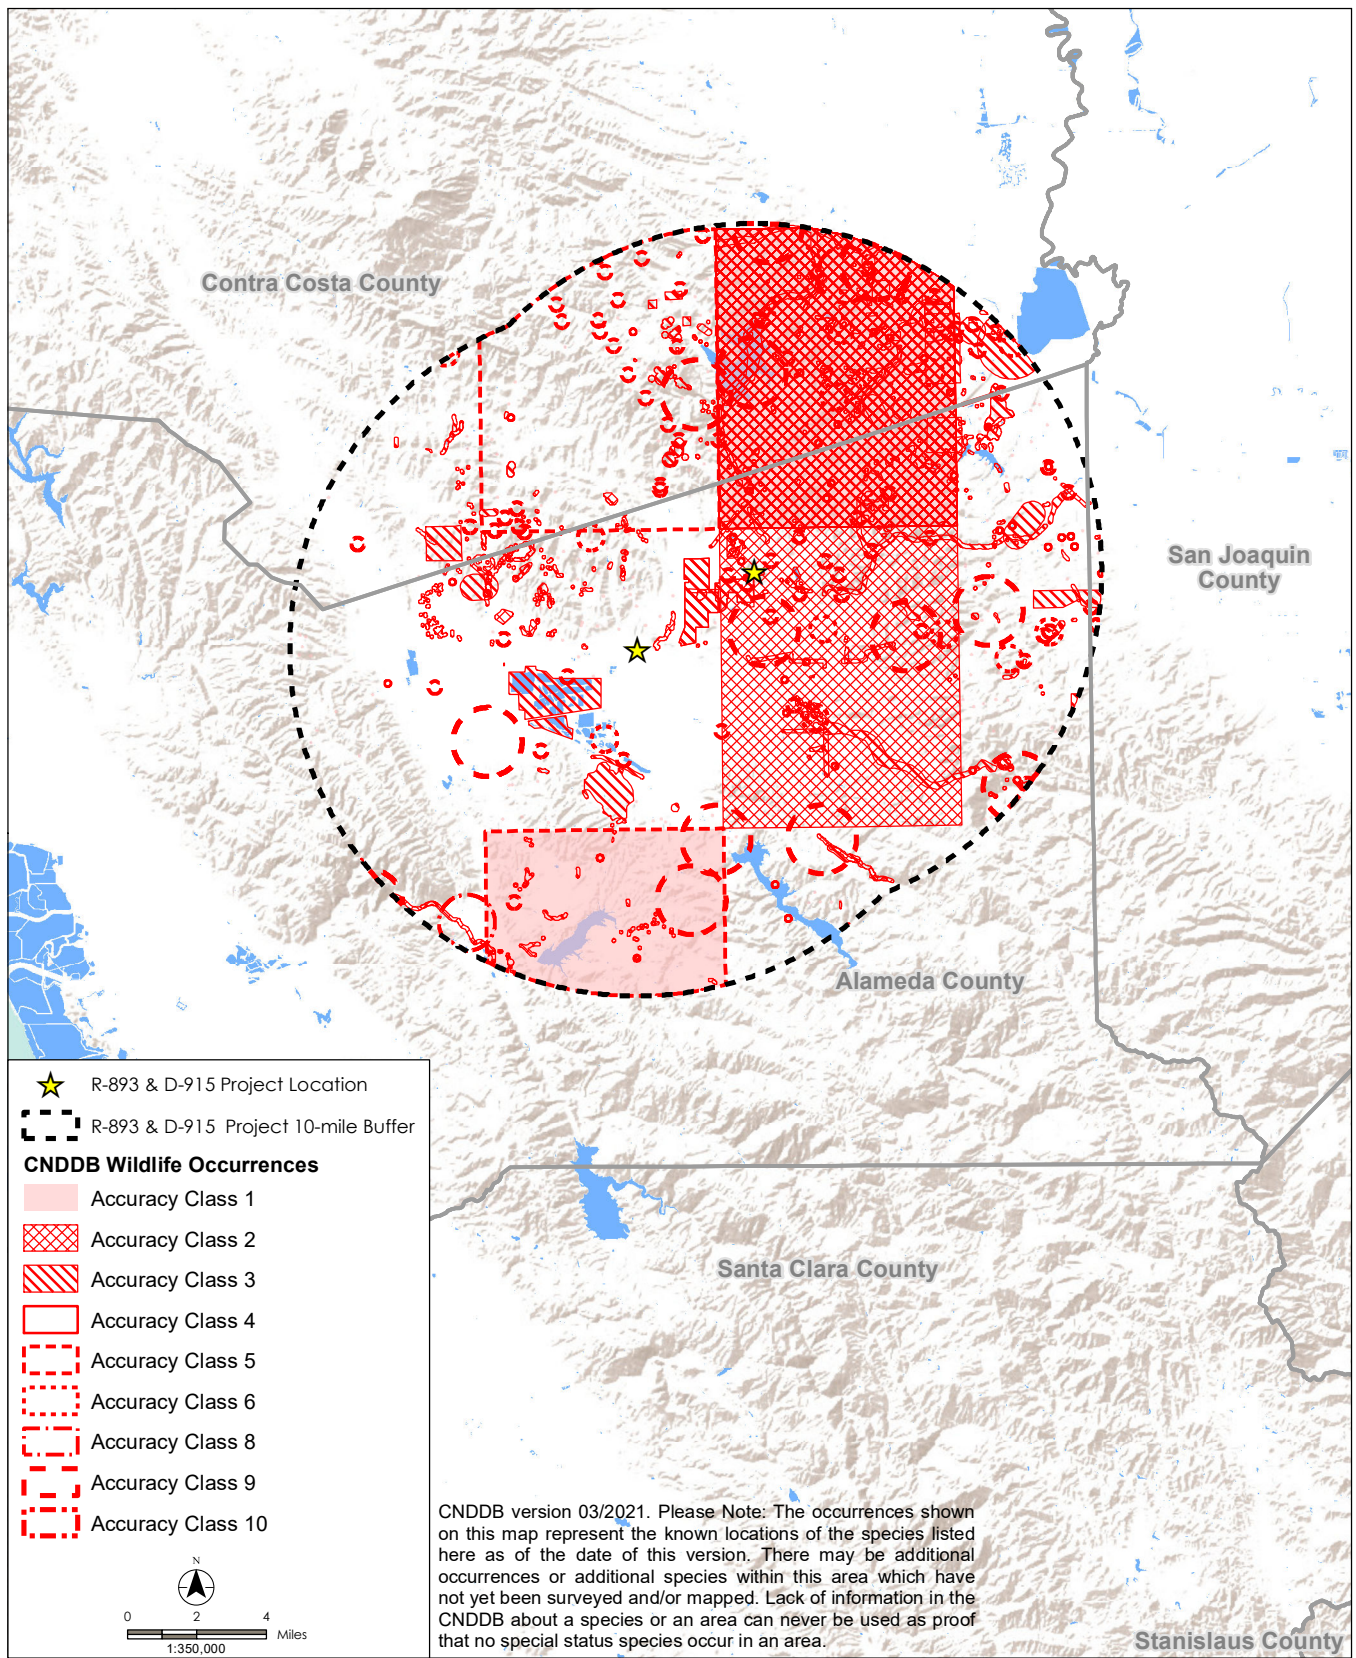 Contra Costa County
San Joaquin
County
Alameda County
R-893 & D-915 Project Location
R-893 & D-915 Project 10-mile Buffer
CNDDB Wildlife Occurrences
Accuracy Class 1
Accuracy Class 2
Accuracy Class 3
Accuracy Class 4
Accuracy Class 5
Accuracy Class 6
Accuracy Class 8
Accuracy Class 9
Accuracy Class 10
N
0 2 4
Miles
1:350,000
Santa Clara County
CNDDB version 03/2021. Please Note: The occurrences shown
on this map represent the known locations of the species listed
here as of the date of this version. There may be additional
occurrences or additional species within this area which have
not yet been surveyed and/or mapped. Lack of information in the
CNDDB about a species or an area can never be used as proof
that no special status species occur in an area.
Stanislaus County